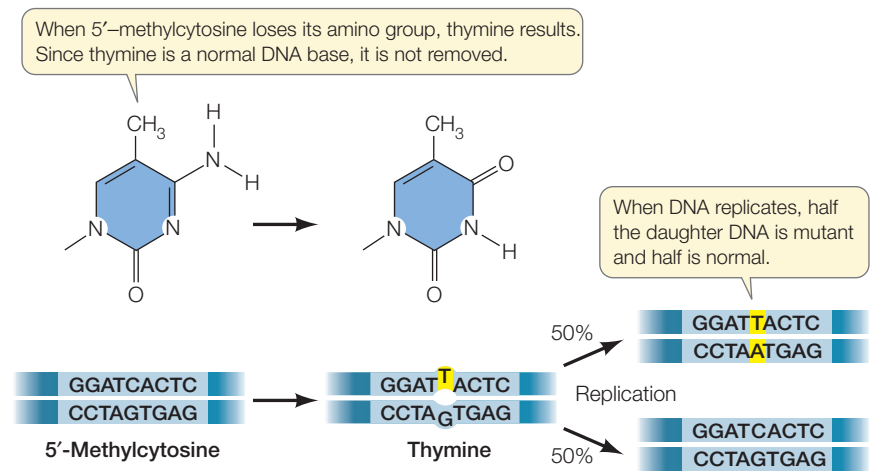 When 5′–methylcytosine loses its amino group, thymine results.
Since thymine is a normal DNA base, it is not removed.
CH3
H
N
H
N
N
O
CH3
O
N
N
H
O
When DNA replicates, half
the daughter DNA is mutant
and half is normal.
GGATCACTC
CCTAGTGAG
5′-Methylcytosine
GGATTACTC
CCTAGTGAG
Thymine
50%
Replication
50%
GGATTACTC
CCTAATGAG
GGATCACTC
CCTAGTGAG